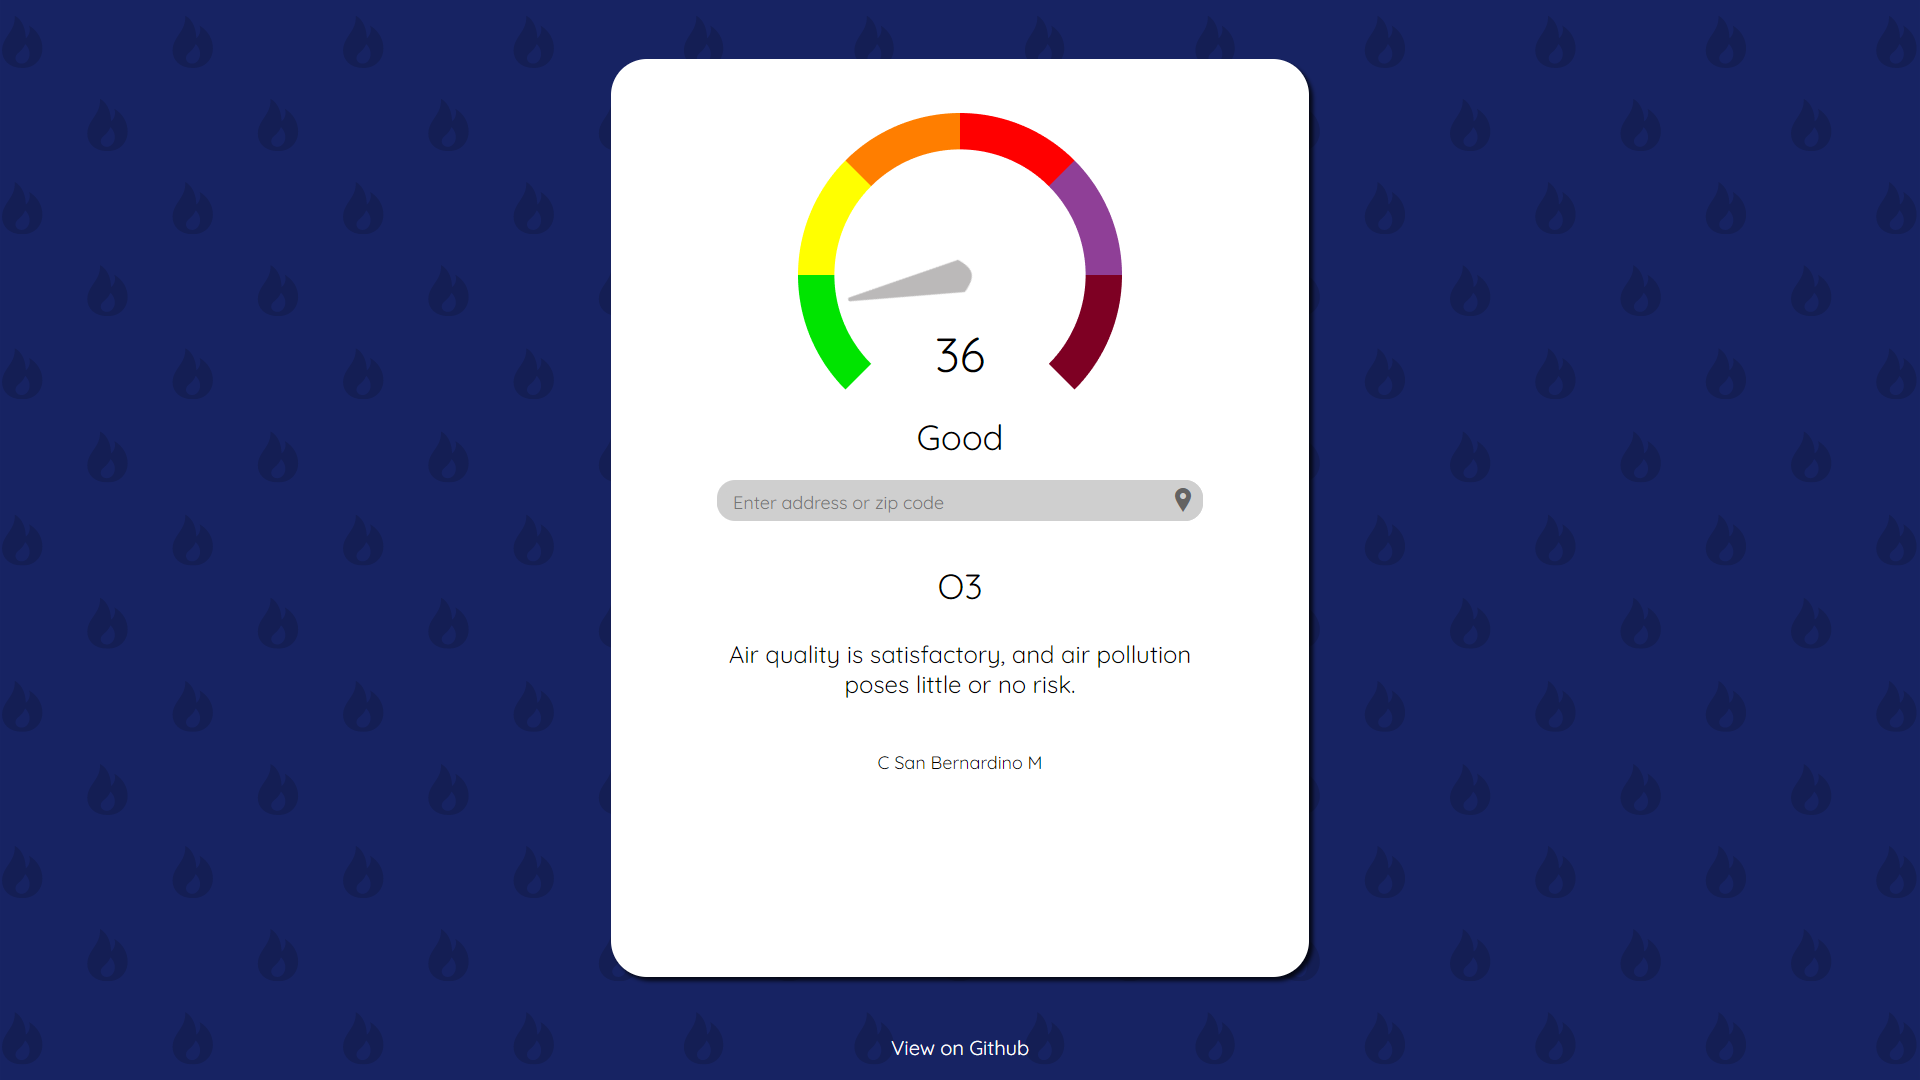 36
Good
Enter address or zip code
O3
Air quality is satisfactory, and air pollution
poses little or no risk.
C San Bernardino M
View on Github